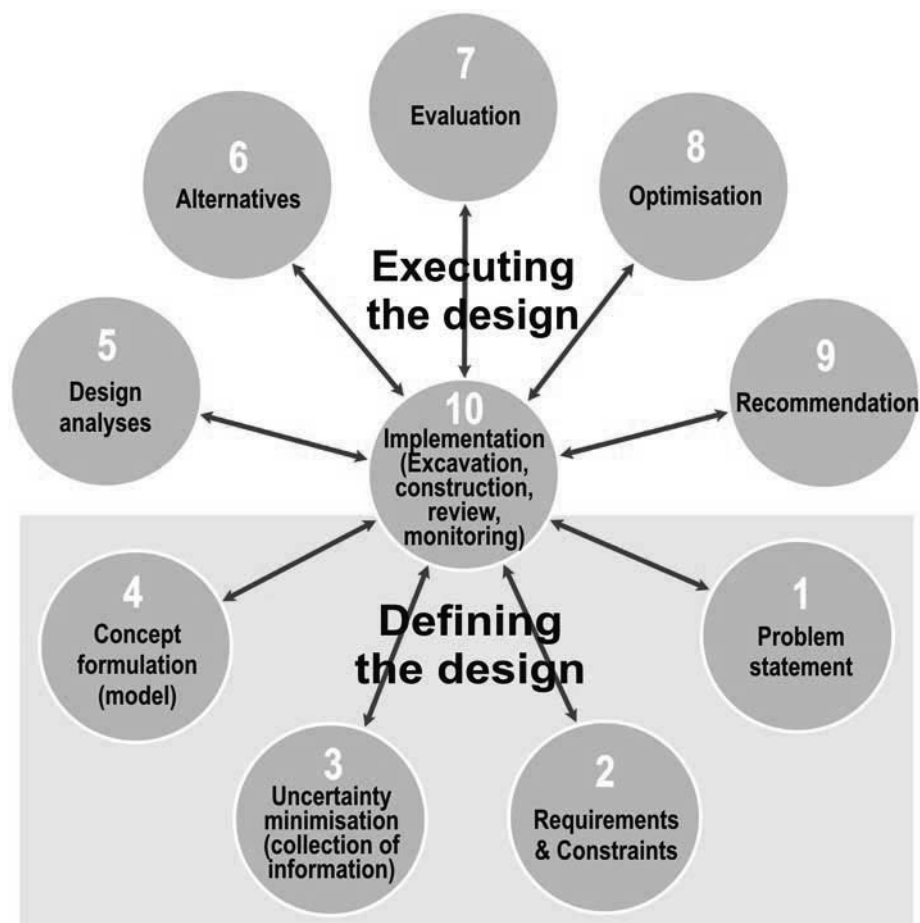 7
Evaluation
6
Alternatives
8
Optimisation
Executing
the design
5
Design
analyses
9
Recommendation
10
Implementation
(Excavation,
construction,
review,
monitoring)
4
Concept
formulation
(model)
Defining
the design
1
Problem
statement
3
Uncertainty
minimisation
(collection of
information)
2
Requirements
& Constraints